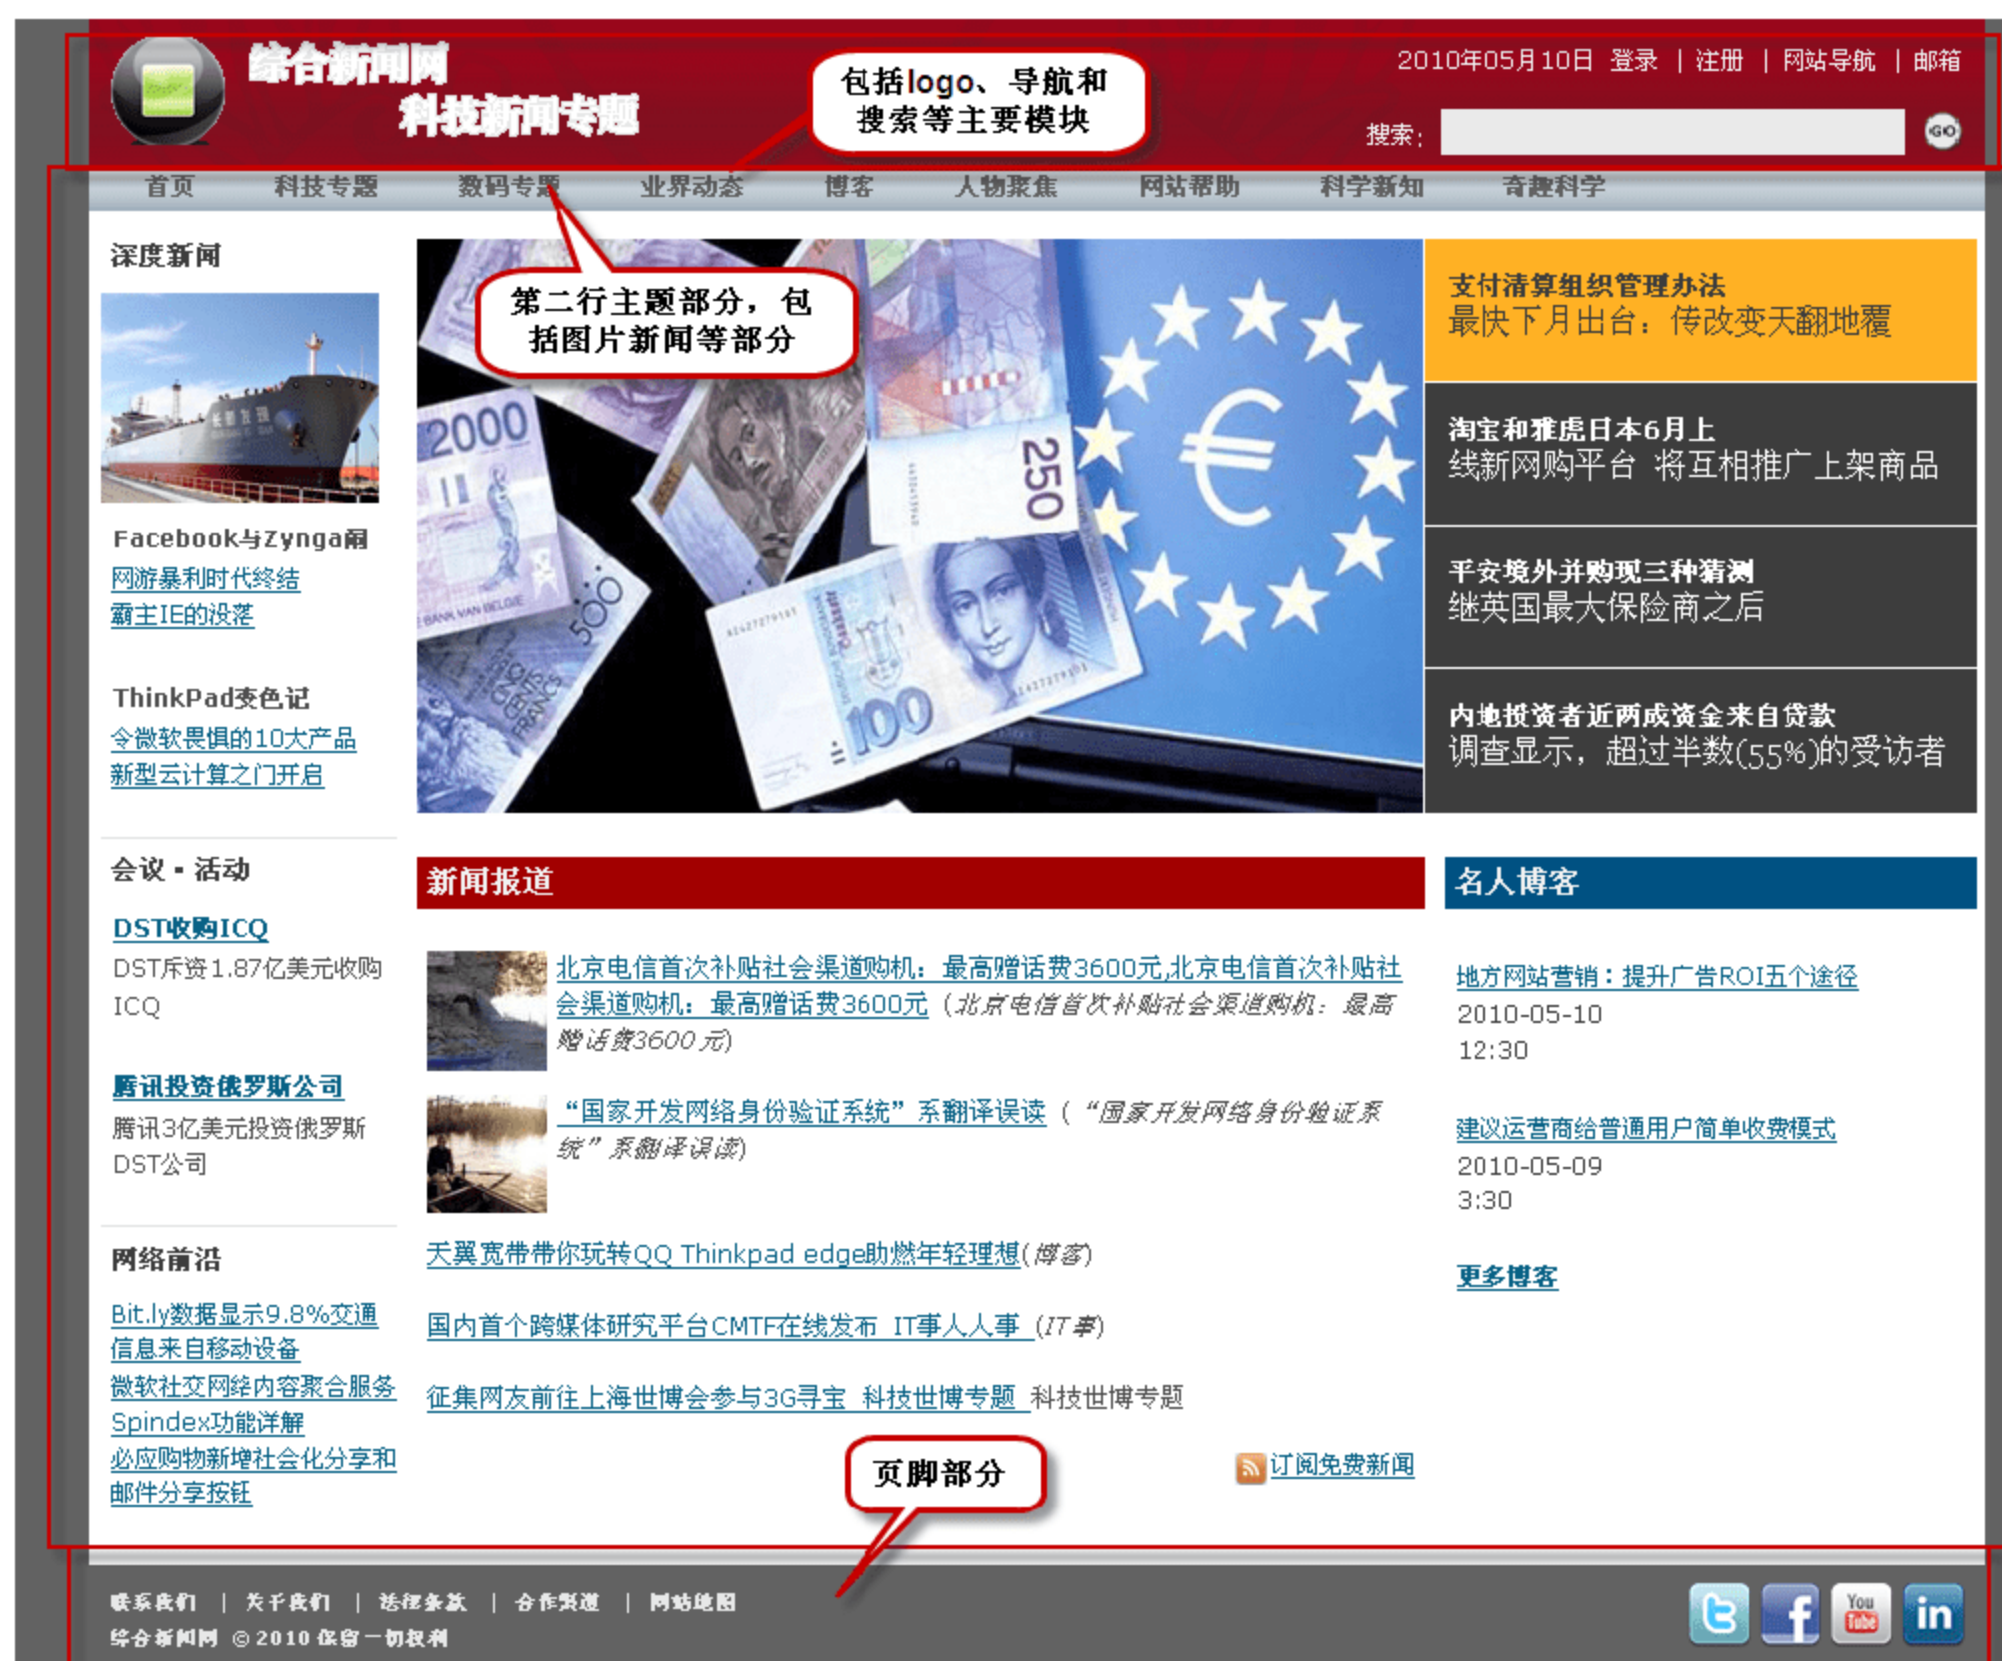 综合新闻网
科技新闻专题
包括logo、导航和
搜索等主要模块
2010年05月10日 登录 | 注册 | 网站导航 | 邮箱
搜索:
GO
首页 科技专题 数码专题 业界动态 博客 人物聚焦 网站帮助 科学新知 奇趣科学
第二行主题部分，包
括图片新闻等部分
深度新闻
Facebook与Zynga闹
网游暴利时代终结
霸主IE的没落
ThinkPad变色记
令微软畏惧的10大产品
新型云计算之门开启
2000
500
250
100
€
支付清算组织管理办法
最快下月出台：传改变天翻地覆
淘宝和雅虎日本6月上
线新网购平台 将互相推广上架商品
平安境外并购现三种猜测
继英国最大保险商之后
内地投资者近两成资金来自贷款
调查显示，超过半数(55%)的受访者
会议▪活动
DST收购ICQ
DST斥资1.87亿美元收购
ICQ
腾讯投资俄罗斯公司
腾讯3亿美元投资俄罗斯
DST公司
网络前沿
Bit.ly数据显示9.8%交通
信息来自移动设备
微软社交网络内容聚合服务
Spindex功能详解
必应购物新增社会化分享和
邮件分享按钮
新闻报道
北京电信首次补贴社会渠道购机：最高赠话费3600元,北京电信首次补贴社
会渠道购机：最高赠话费3600元 (北京电信首次补贴社会渠道购机：最高
赠话费3600元)
“国家开发网络身份验证系统”系翻译误读 (“国家开发网络身份验证系
统”系翻译误读)
天翼宽带带你玩转QQ Thinkpad edge助燃年轻理想(博客)
国内首个跨媒体研究平台CMTF在线发布 IT事人人事 (IT事)
征集网友前往上海世博会参与3G寻宝 科技世博专题 科技世博专题
订阅免费新闻
名人博客
地方网站营销：提升广告ROI五个途径
2010-05-10
12:30
建议运营商给普通用户简单收费模式
2010-05-09
3:30
更多博客
页脚部分
联系我们 | 关于我们 | 法律条款 | 合作渠道 | 网站地图
综合新闻网 ©2010 保留一切权利
You Tube
in